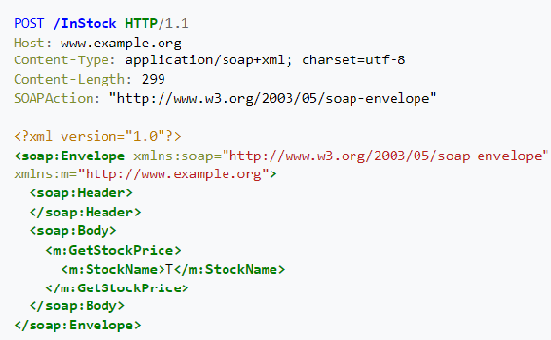 POST /InStock HTTP/1.1
Host: www.example.org
Content-Type: application/soap+xml; charset=utf-8
Content-Length: 299
SOAPAction: "http://www.w3.org/2003/05/soap-envelope"

<?xml version="1.0"?>
<soap:Envelope xmlns:soap="http://www.w3.org/2003/05/soap-envelope"
xmlns:m="http://www.example.org">
  <soap:Header>
  </soap:Header>
  <soap:Body>
    <m:GetStockPrice>
      <m:StockName>T</m:StockName>
    </m:GetStockPrice>
  </soap:Body>
</soap:Envelope>